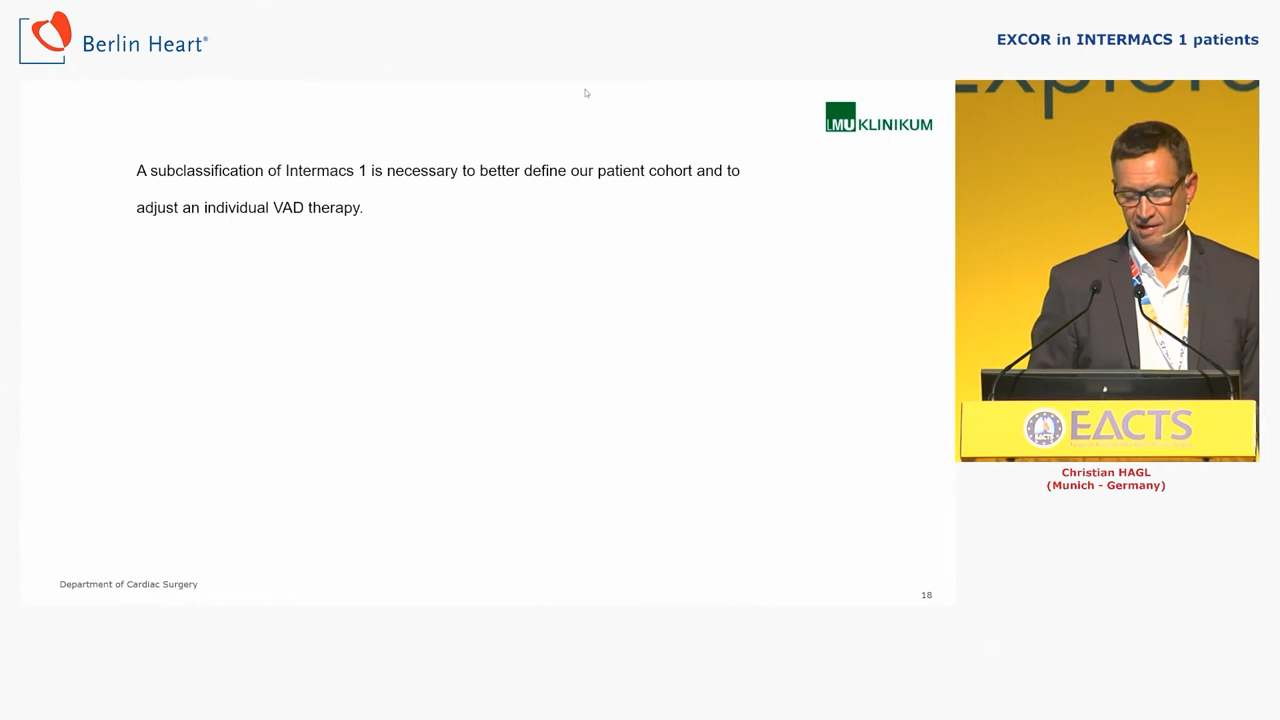 Berlin Heart®
EXCOR in INTERMACS 1 patients
LMU KLINIKUM
A subclassification of Intermacs 1 is necessary to better define our patient cohort and to
adjust an individual VAD therapy.
EACTS
EACTS
Christian HAGL
(Munich - Germany)
Department of Cardiac Surgery
18